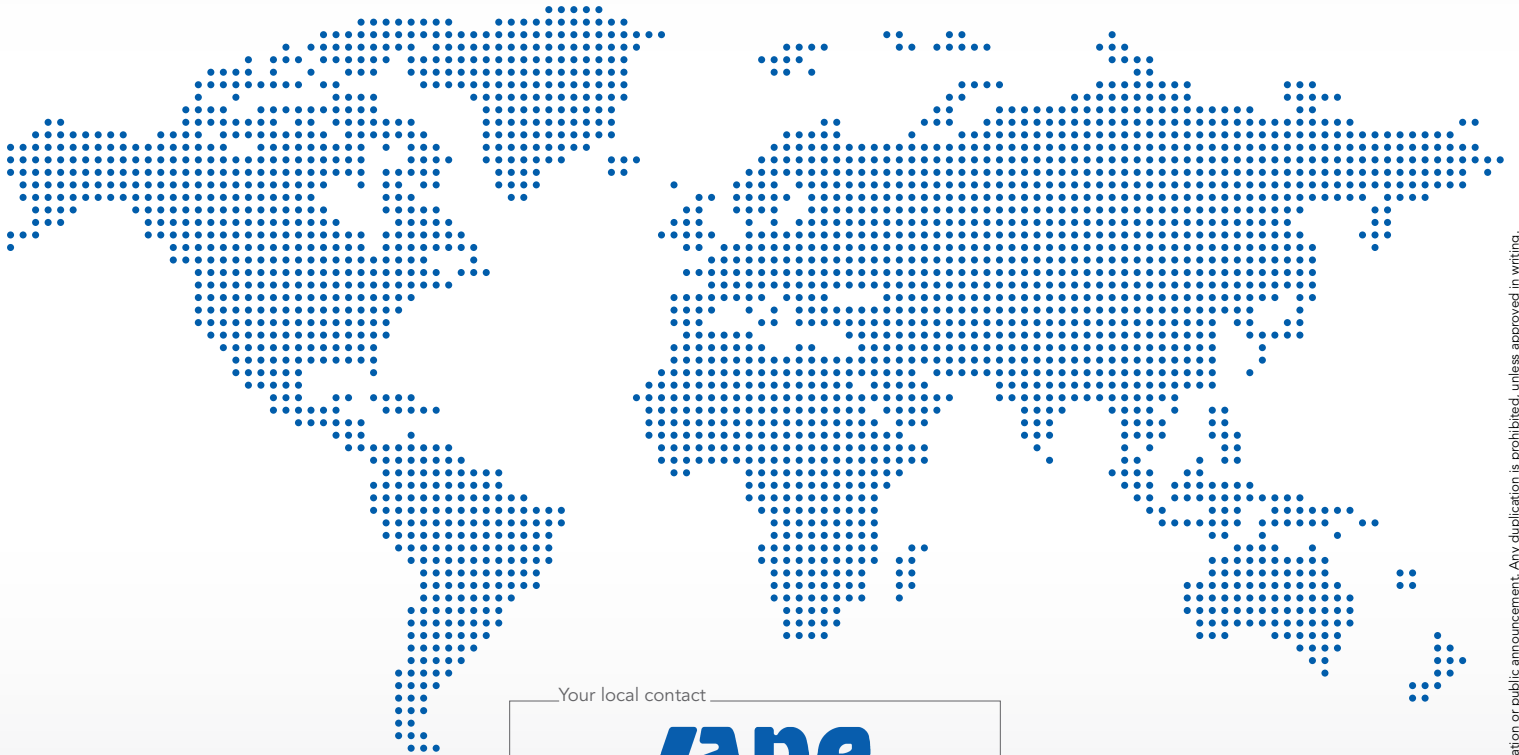 Your local contact
ation or public announcement. Any duplication is prohibited, unless approved in writing.